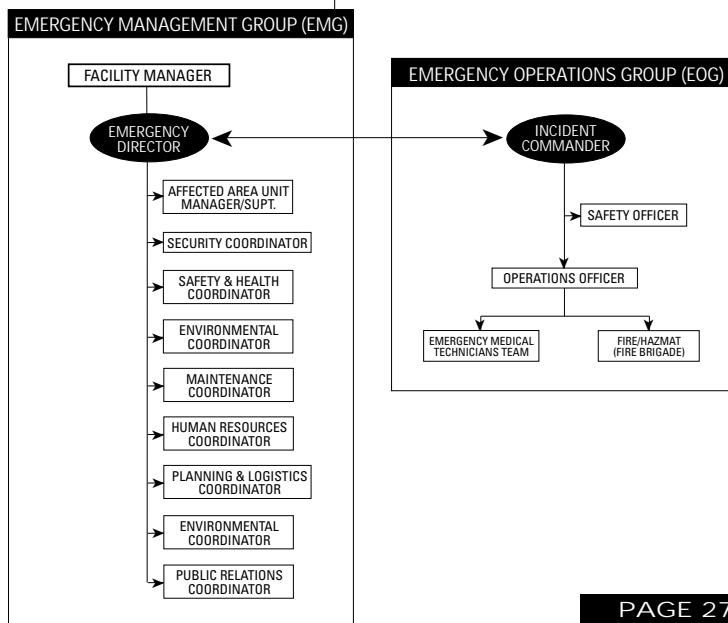 EMERGENCY MANAGEMENT GROUP (EMG)
FACILITY MANAGER
EMERGENCY
DIRECTOR
AFFECTED AREA UNIT
MANAGER/SUPT.
SECURITY COORDINATOR
SAFETY & HEALTH
COORDINATOR
ENVIRONMENTAL
COORDINATOR
MAINTENANCE
COORDINATOR
HUMAN RESOURCES
COORDINATOR
PLANNING & LOGISTICS
COORDINATOR
ENVIRONMENTAL
COORDINATOR
PUBLIC RELATIONS
COORDINATOR
EMERGENCY OPERATIONS GROUP (EOG)
INCIDENT
COMMANDER
SAFETY OFFICER
OPERATIONS OFFICER
EMERGENCY MEDICAL
TECHNICIANS TEAM
FIRE/HAZMAT
(FIRE BRIGADE)
PAGE 27